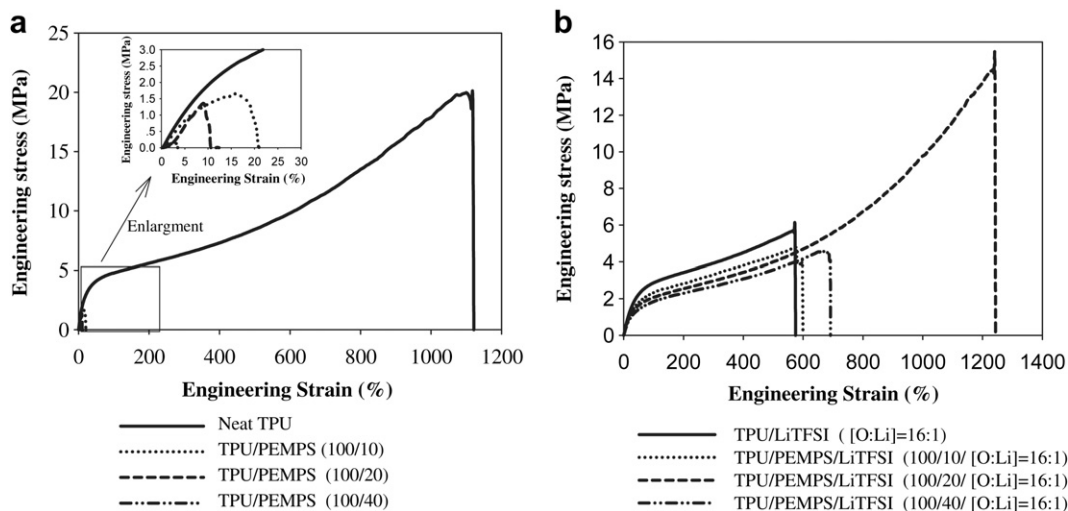 a
Engineering stress (MPa)
25
20
15
10
5
0
0 200 400 600 800 1000 1200
Engineering Strain (%)
Engineering stress (MPa)
3.0
2.5
2.0
1.5
1.0
.5
0.0
0 5 10 15 20 25 30
Engineering Strain (%)
Enlargment
Neat TPU
TPU/PEMPS (100/10)
TPU/PEMPS (100/20)
TPU/PEMPS (100/40)
b
Engineering stress (MPa)
16
14
12
10
8
6
4
2
0
0 200 400 600 800 1000 1200 1400
Engineering Strain (%)
TPU/LiTFSI ( [O:Li]=16:1)
TPU/PEMPS/LiTFSI (100/10/ [O:Li]=16:1)
TPU/PEMPS/LiTFSI (100/20/ [O:Li]=16:1)
TPU/PEMPS/LiTFSI (100/40/ [O:Li]=16:1)